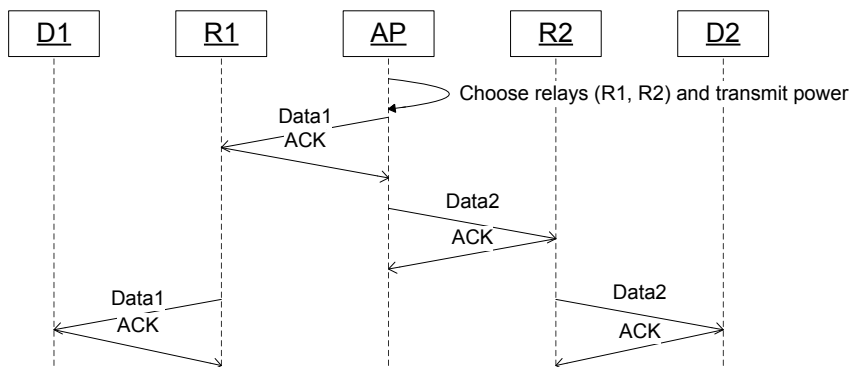 D1 R1 AP R2 D2
Choose relays (R1, R2) and transmit power
Data1
ACK
Data2
ACK
Data1
ACK
Data2
ACK